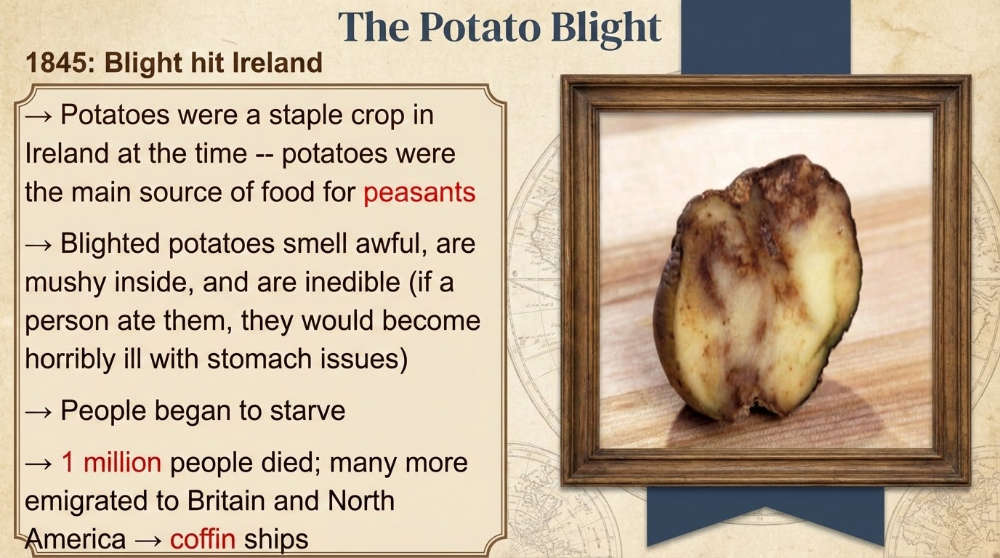 The Potato Blight
1845: Blight hit Ireland
→ Potatoes were a staple crop in
Ireland at the time -- potatoes were
the main source of food for peasants
→ Blighted potatoes smell awful, are
mushy inside, and are inedible (if a
person ate them, they would become
horribly ill with stomach issues)
→ People began to starve
→ 1 million people died; many more
emigrated to Britain and North
America → coffin ships